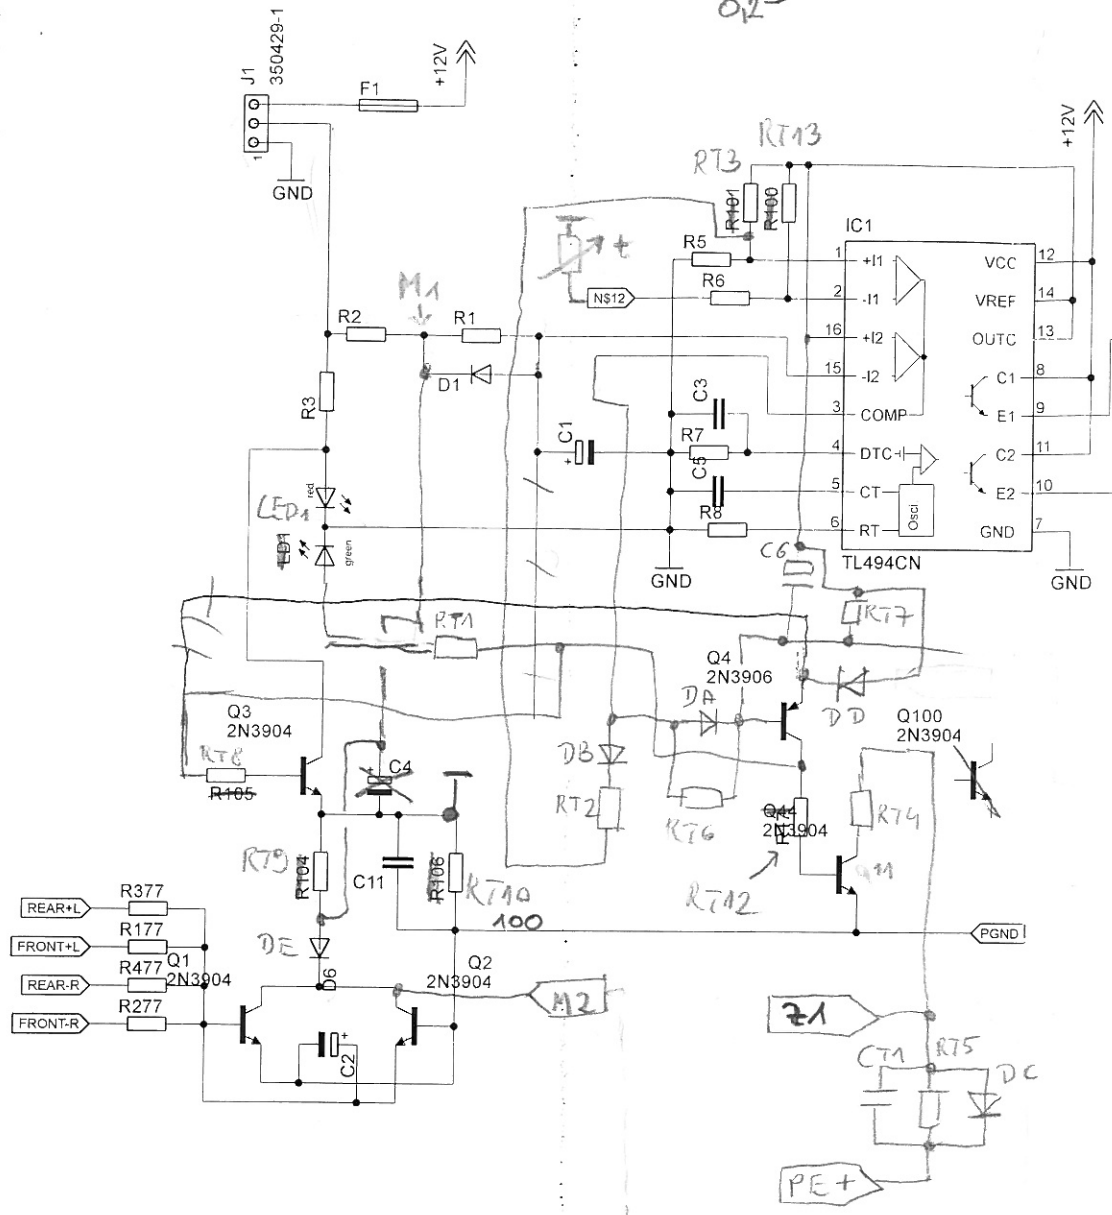 0,2
J1
350429-1
F1
+12V
1
GND
+12V
RT13
RT3
R101
R100
IC1
t
R5
R6
N$12
M1
R2
R1
D1
R3
1 +I1
2 -I1
16 +I2
15 -I2
3 COMP
4 DTC
5 CT
6 RT
Osci.
VCC 12
VREF 14
OUTC 13
C1 8
E1 9
C2 11
E2 10
GND 7
TL494CN
GND
C3
C1
+
R7
C5
R8
GND
red
LED1
LED1
green
C6
RT7
RT1
Q4
2N3906
DA
DD
Q3
2N3904
Q100
2N3904
RT8
R105
DB
C4
+
RT2
RT6
Q44
2N3904
RT4
Q11
RT12
RT9
R104
C11
R106
RT10
100
R377
REAR+L
R177
FRONT+L
R477
REAR-R
R277
FRONT-R
PGND
DE
D6
Q1
2N3904
Q2
2N3904
M2
C2
+
Z1
CT1
RT5
DC
PE+